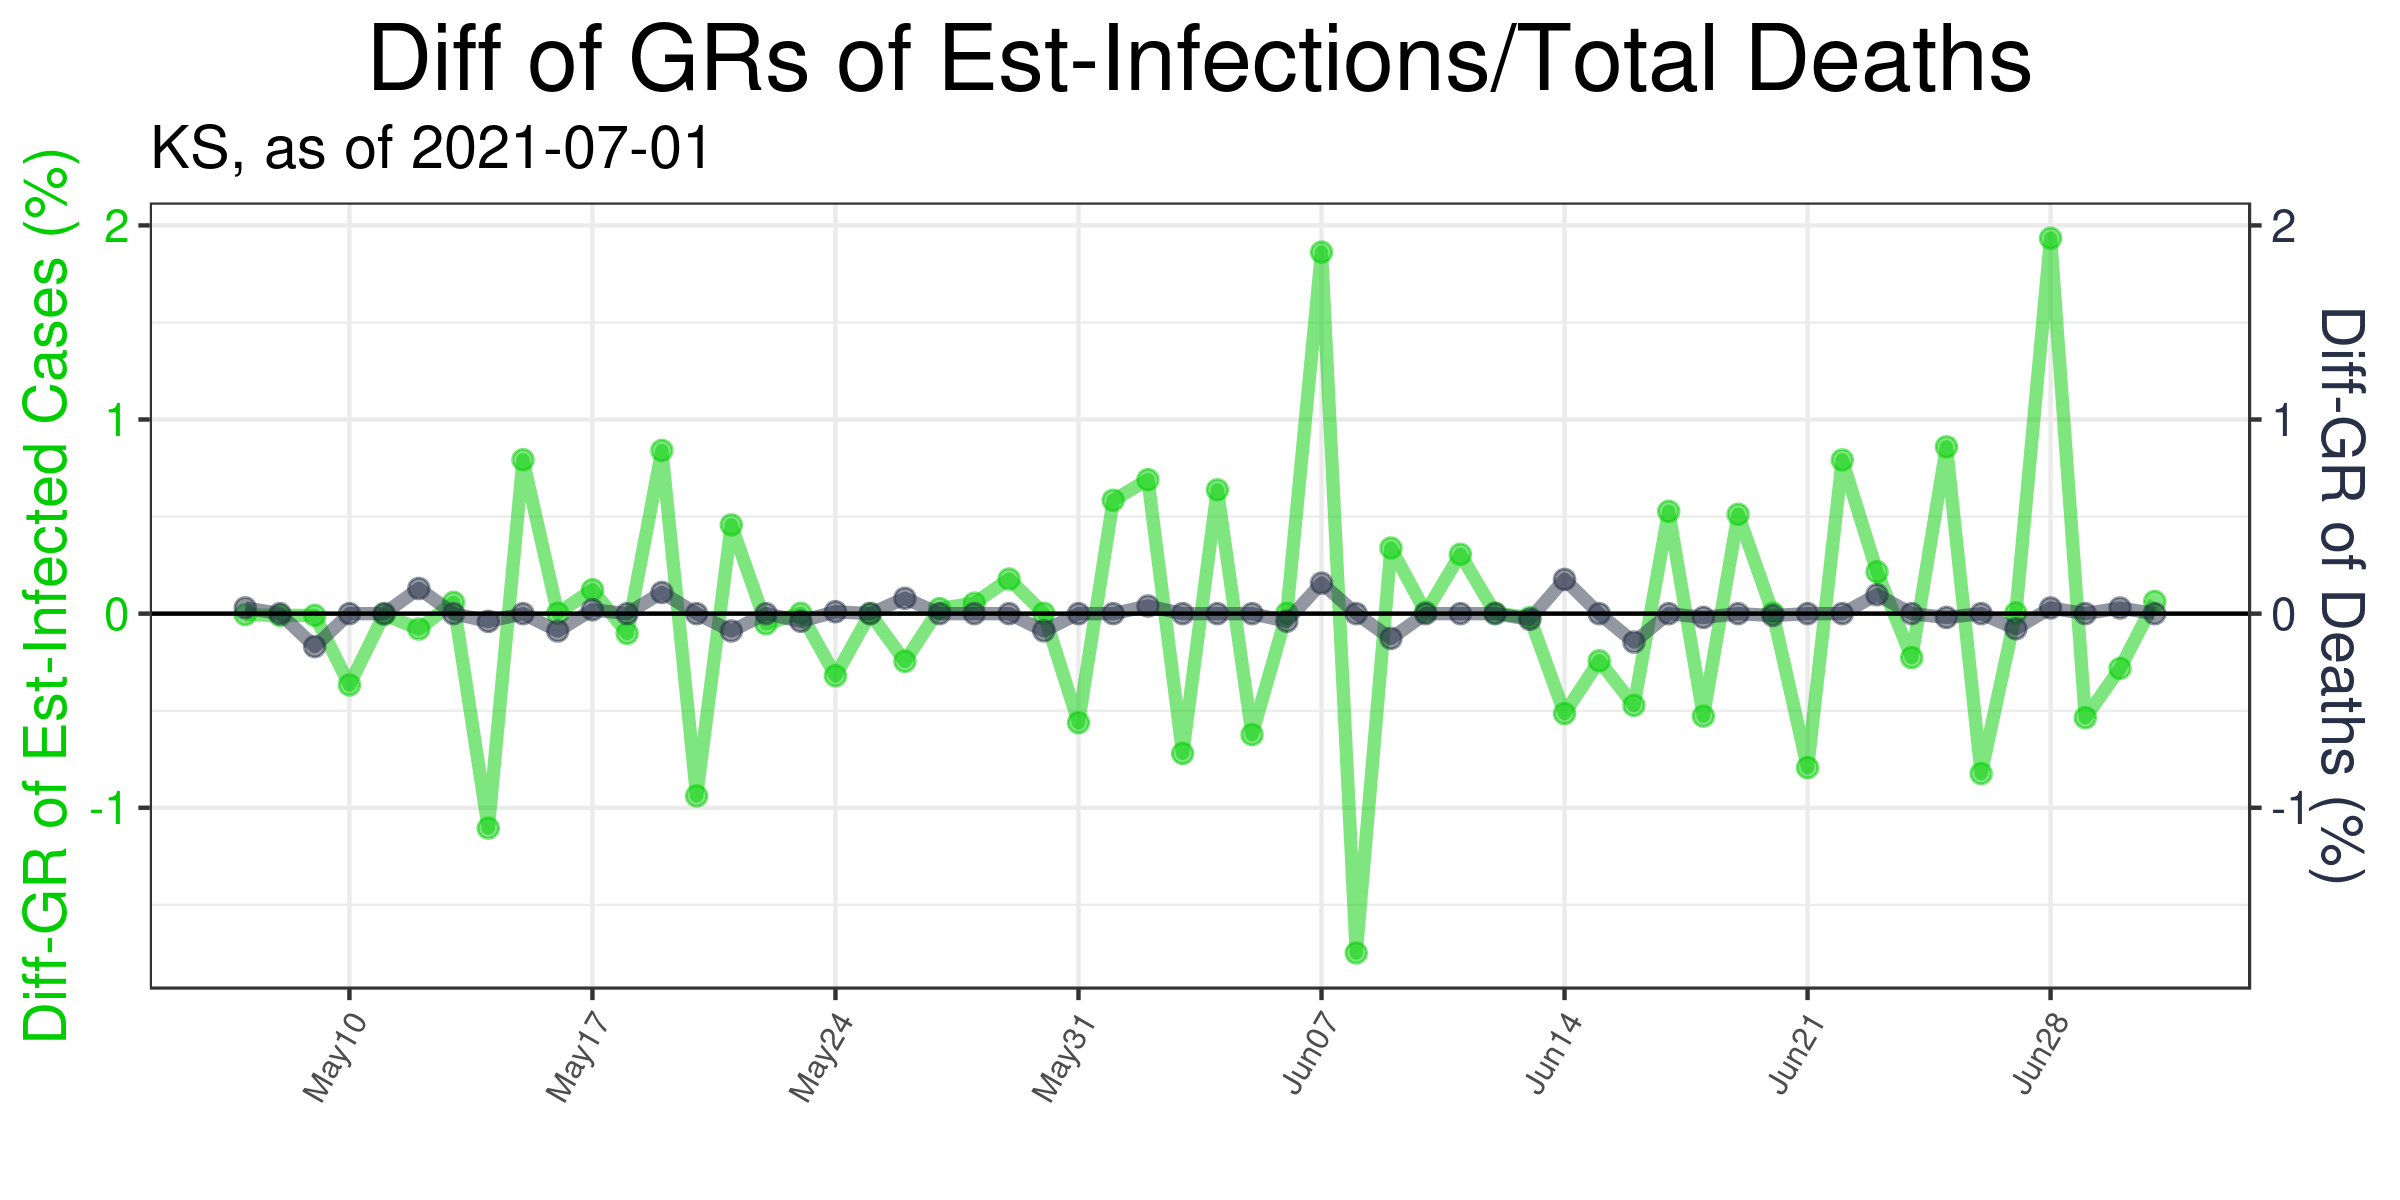 Diff of GRs of Est-Infections/Total Deaths
KS, as of 2021-07-01
Diff-GR of Est-Infected Cases (%)
2
1
0
-1
2
1
0
-1
Diff-GR of Deaths (%)
May10
May17
May24
May31
Jun07
Jun14
Jun21
Jun28